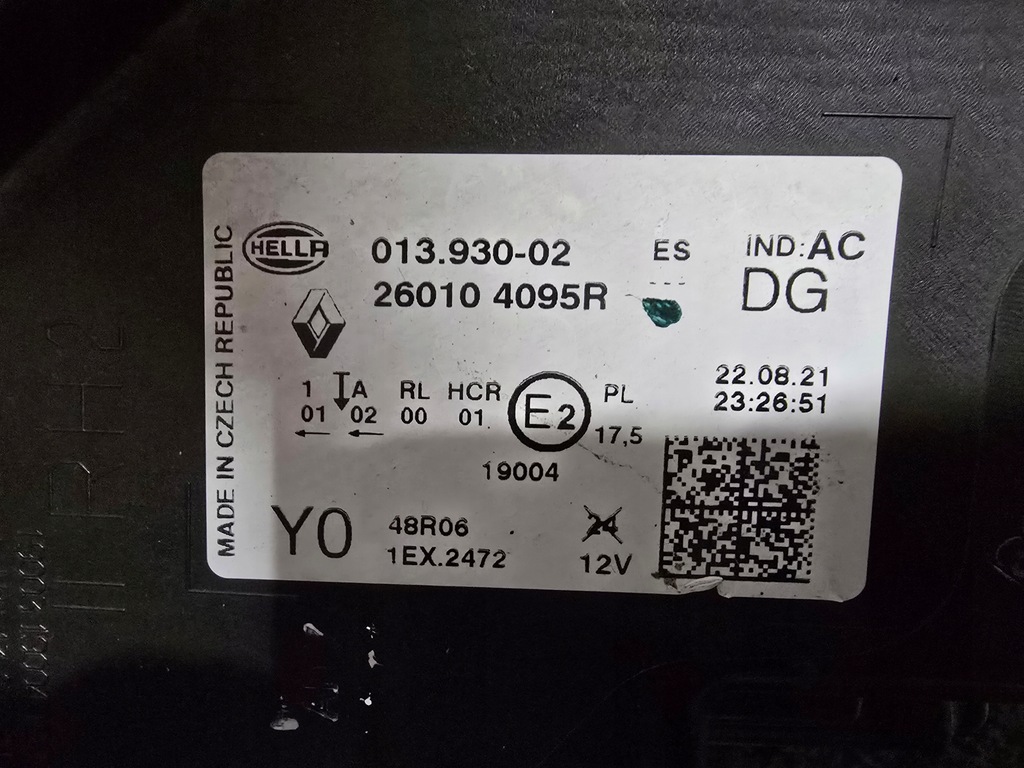 MADE IN CZECH REPUBLIC
HELLA
013.930-02
ES
IND:AC
26010 4095R
---
DG
22.08.21
23:26:51
1 A RL HCR
01 02 00 01
E2
PL
17,5
19004
Y0
48R06
1EX.2472
24
12V